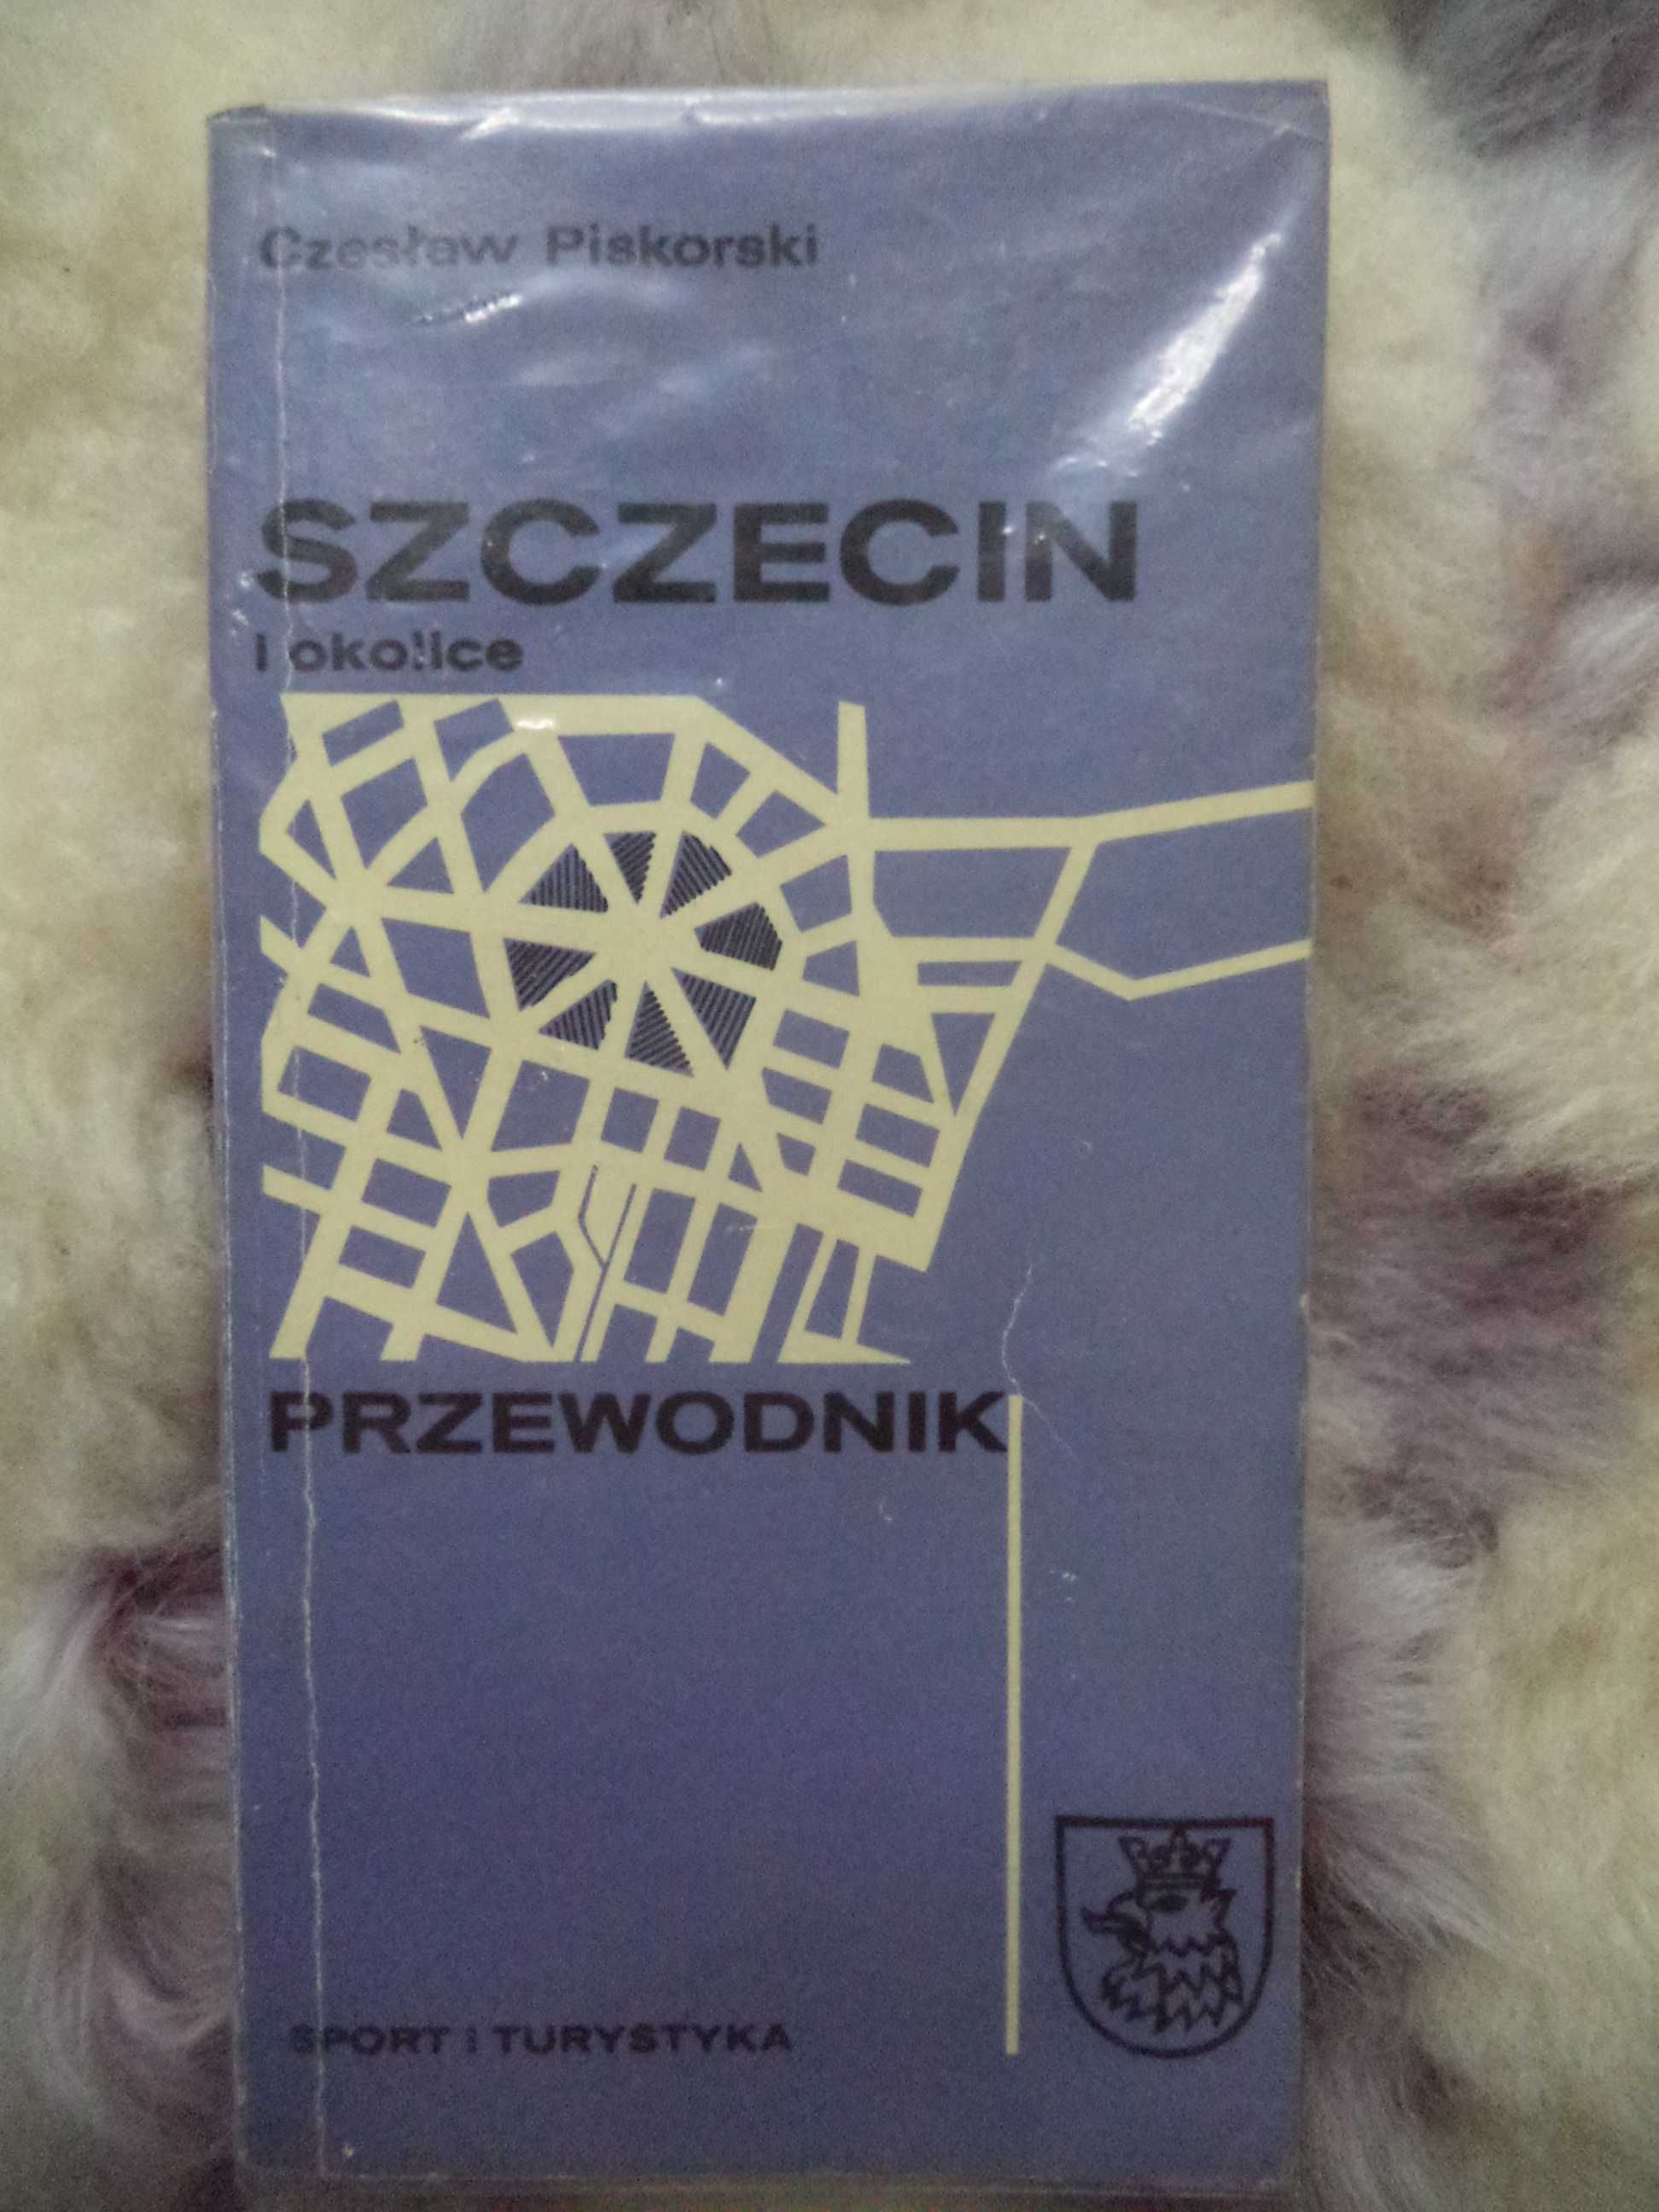 Czesław Piskorski
SZCZECIN
i okolice
PRZEWODNIK
SPORT i TURYSTYKA